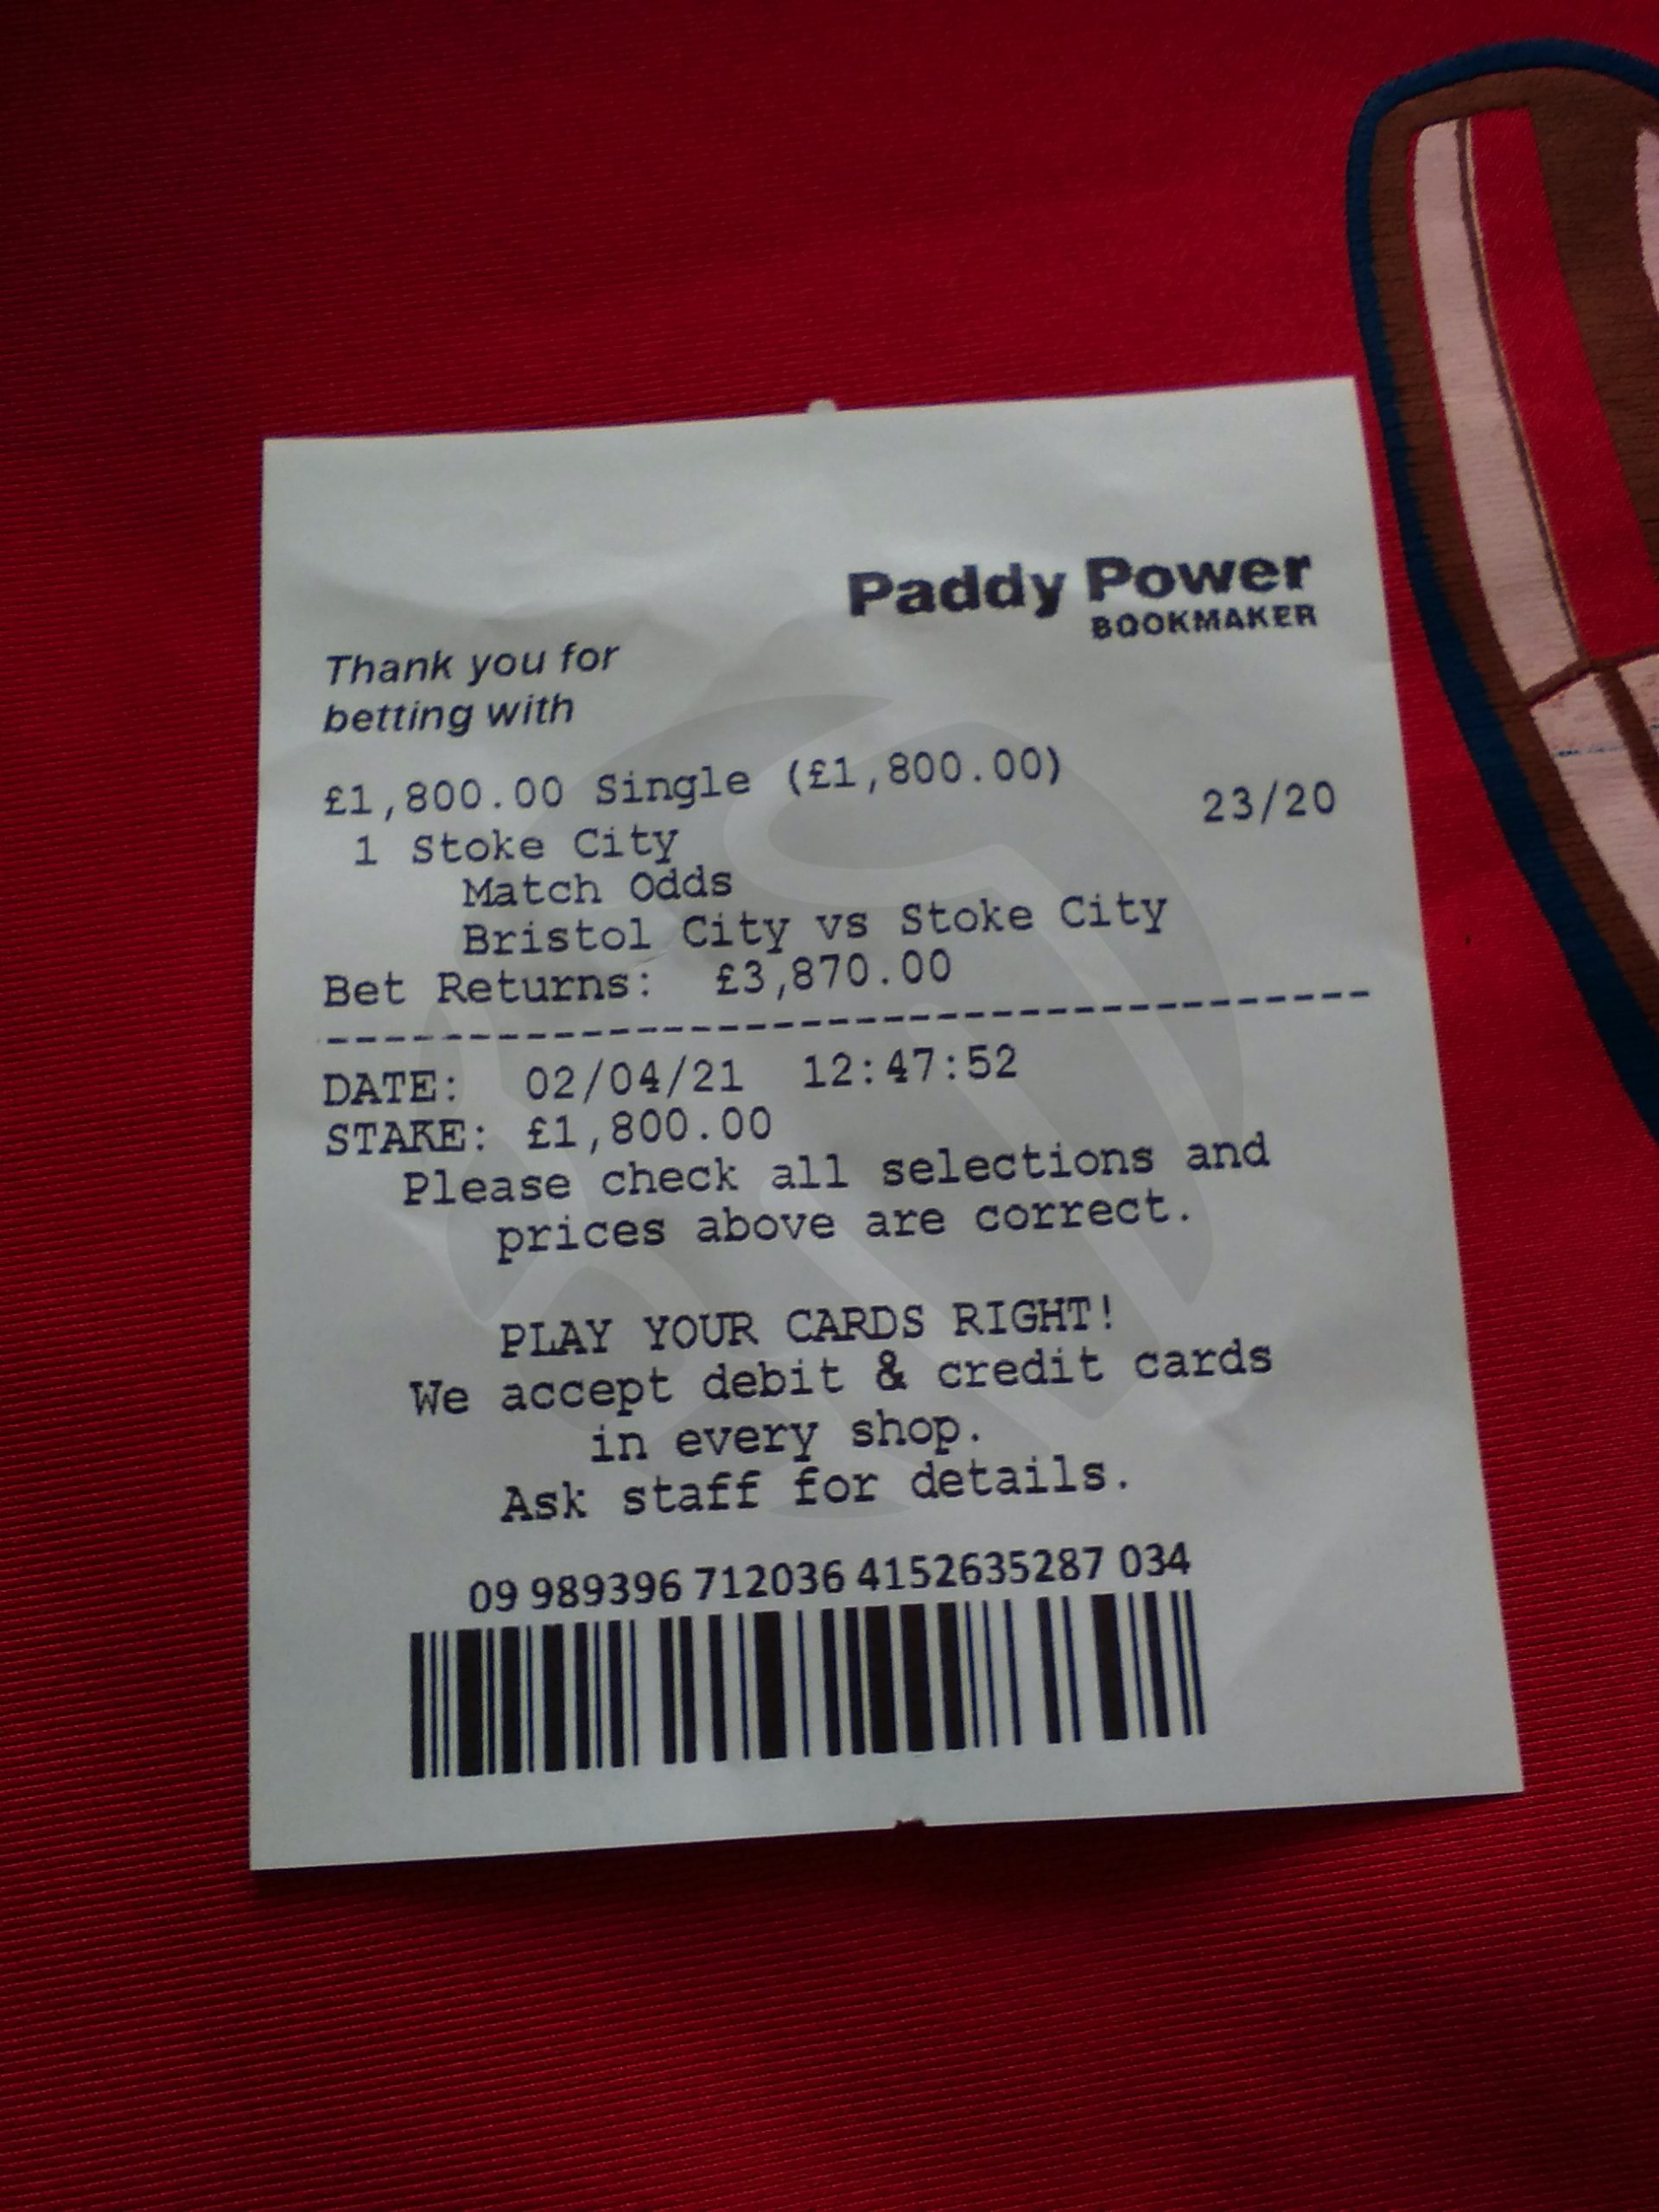 Paddy Power
BOOKMAKER
Thank you for
betting with
£1,800.00 Single (£1,800.00)
1 Stoke City 23/20
Match Odds
Bristol City vs Stoke City
Bet Returns: £3,870.00
DATE: 02/04/21 12:47:52
STAKE: £1,800.00
Please check all selections and
prices above are correct.
PLAY YOUR CARDS RIGHT!
We accept debit & credit cards
in every shop.
Ask staff for details.
09 989396 712036 4152635287 034